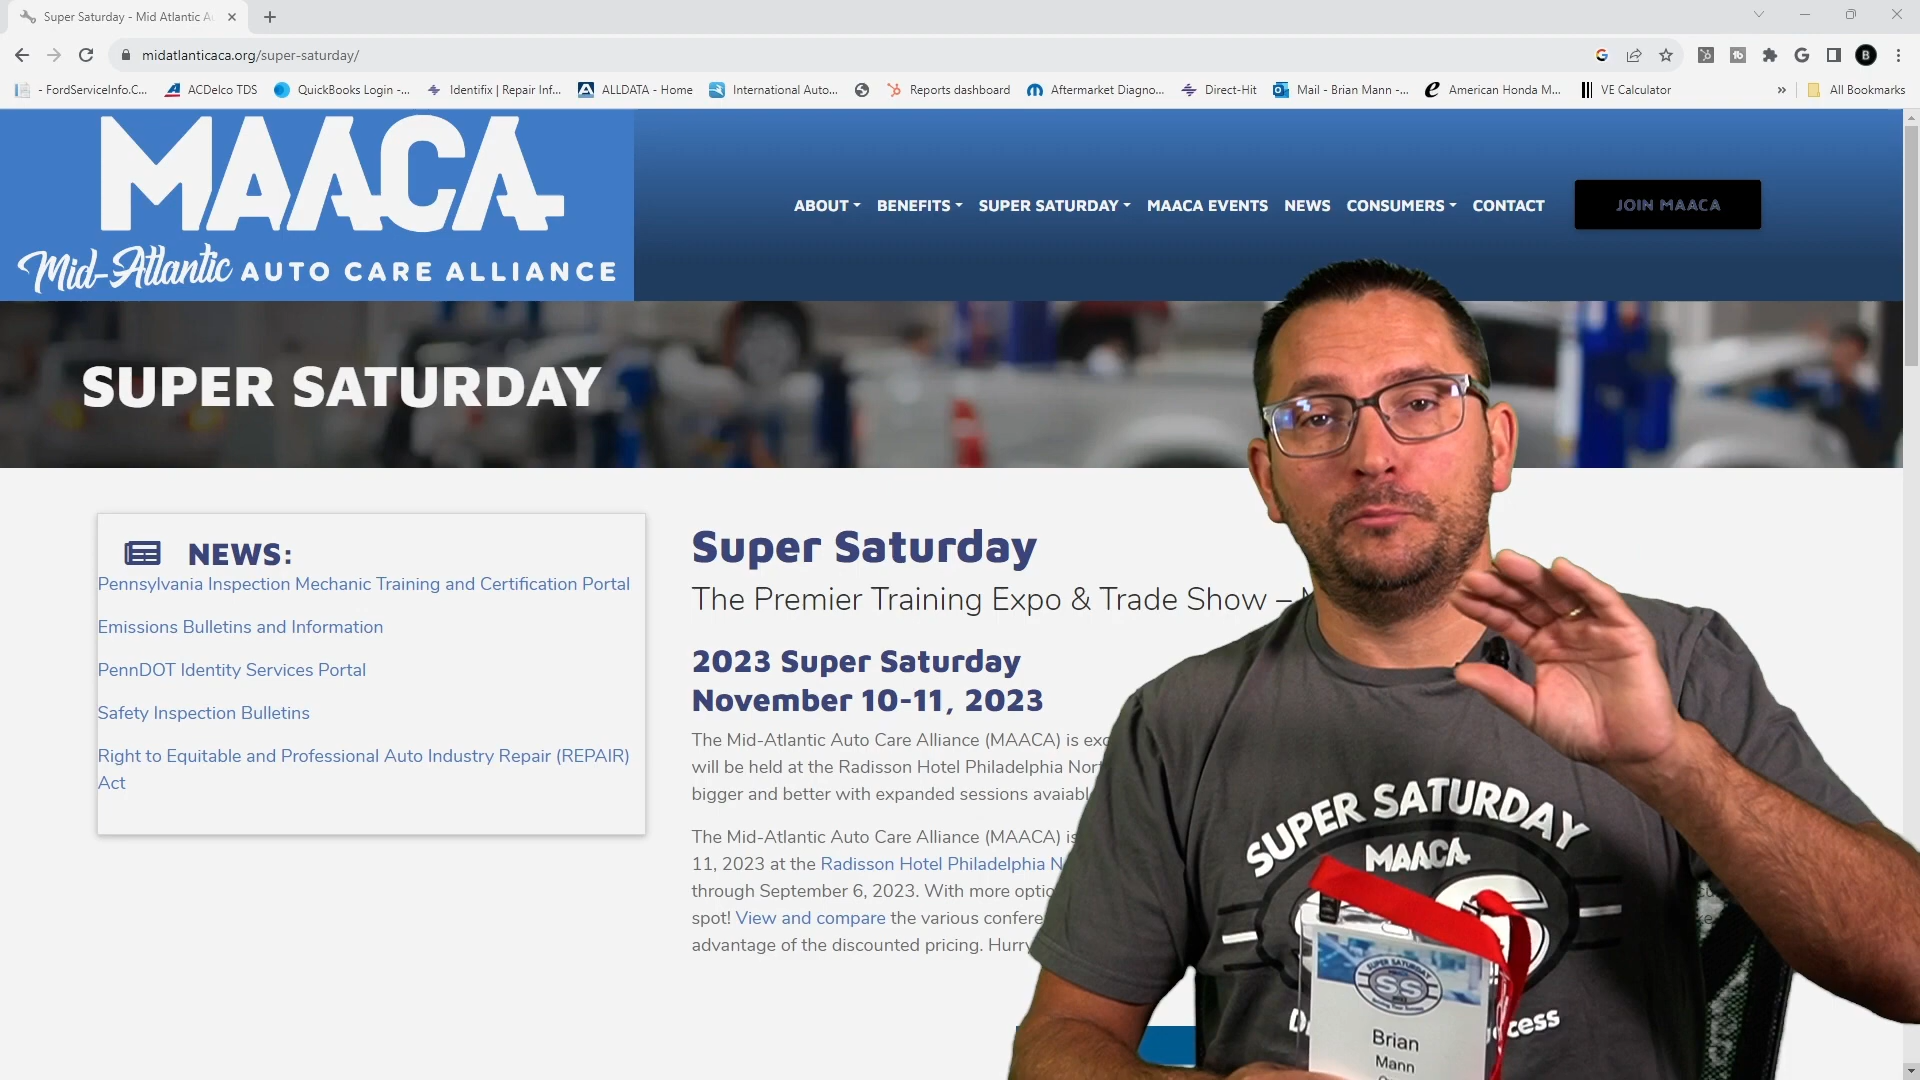 Super Saturday - Mid Atlantic A
midatlanticaca.org/super-saturday/
B
- FordServiceInfo.C...
ACDelco TDS
QuickBooks Login -...
Identifix | Repair Inf...
ALLDATA - Home
International Auto...
Reports dashboard
Aftermarket Diagno...
Direct-Hit
Mail - Brian Mann -...
American Honda M...
VE Calculator
All Bookmarks
MAACA
Mid-Atlantic AUTO CARE ALLIANCE
ABOUT BENEFITS SUPER SATURDAY MAACA EVENTS NEWS CONSUMERS CONTACT
JOIN MAACA
SUPER SATURDAY
NEWS:
Pennsylvania Inspection Mechanic Training and Certification Portal
Emissions Bulletins and Information
PennDOT Identity Services Portal
Safety Inspection Bulletins
Right to Equitable and Professional Auto Industry Repair (REPAIR)
Act
Super Saturday
The Premier Training Expo & Trade Show –
2023 Super Saturday
November 10-11, 2023
The Mid-Atlantic Auto Care Alliance (MAACA) is
will be held at the Radisson Hotel Philadelphia
bigger and better with expanded sessions
The Mid-Atlantic Auto Care Alliance (MAACA)
11, 2023 at the Radisson Hotel Philadelphia
through September 6, 2023. With more
spot! View and compare the various
advantage of the discounted pricing. Hurry
SUPER SATURDAY
MAACA
SUPER SATURDAY
SS
Brian
Mann